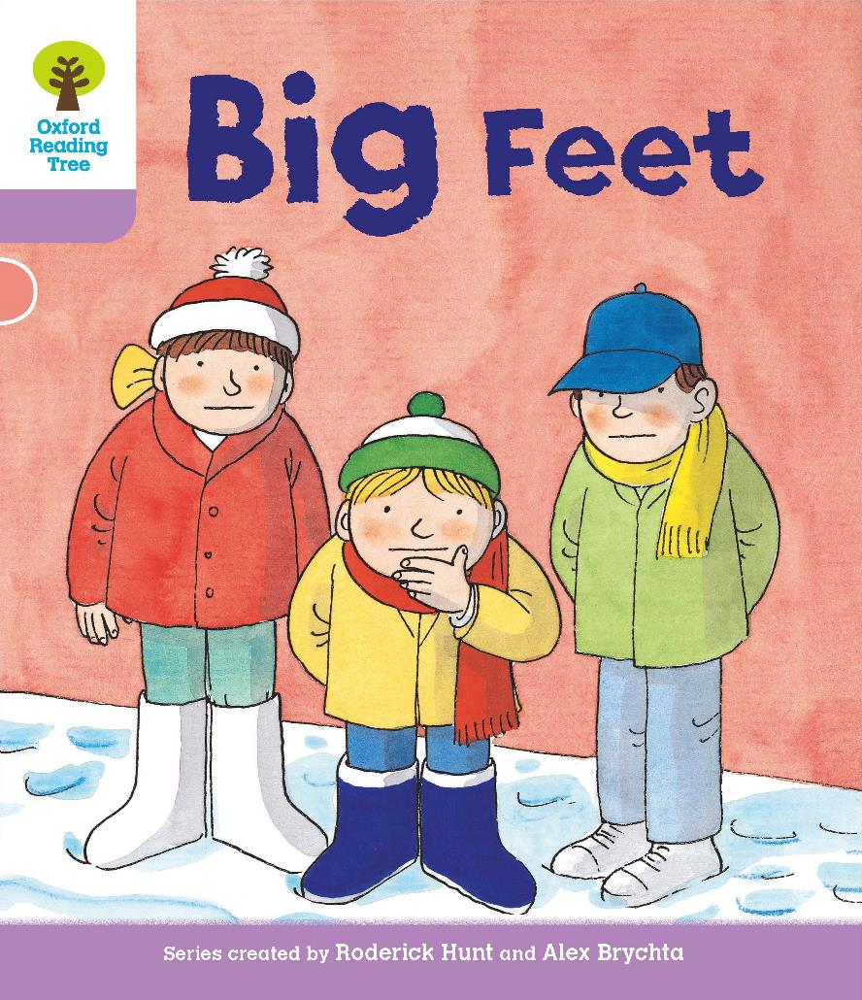 Oxford
Reading
Tree
Big Feet
Series created by Roderick Hunt and Alex Brychta